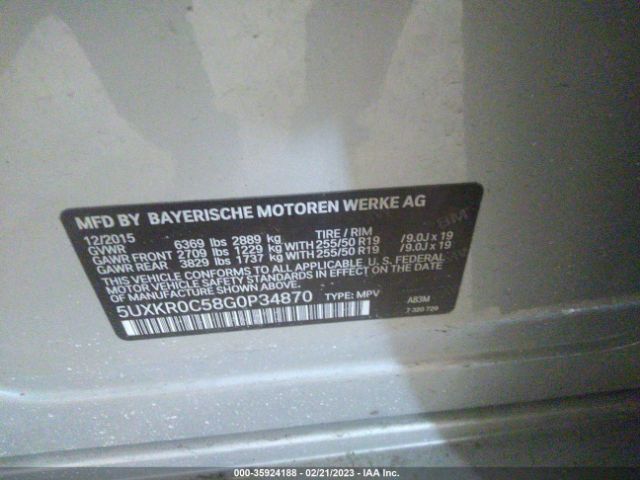 MFD BY BAYERISCHE MOTOREN WERKE AG
12/2015 TIRE / RIM
GVWR 6369 lbs 2889 kg
GAWR FRONT 2709 lbs 1229 kg WITH 255/50 R19 /9.0J x 19
GAWR REAR 3829 lbs 1737 kg WITH 255/50 R19 /9.0J x 19
THIS VEHICLE CONFORMS TO ALL APPLICABLE U. S. FEDERAL
MOTOR VEHICLE SAFETY STANDARDS IN EFFECT ON THE DATE OF
MANUFACTURE SHOWN ABOVE.
5UXKR0C58G0P34870 TYPE: MPV AB3M
7 320 729
000-35924188 - 02/21/2023 - IAA Inc.